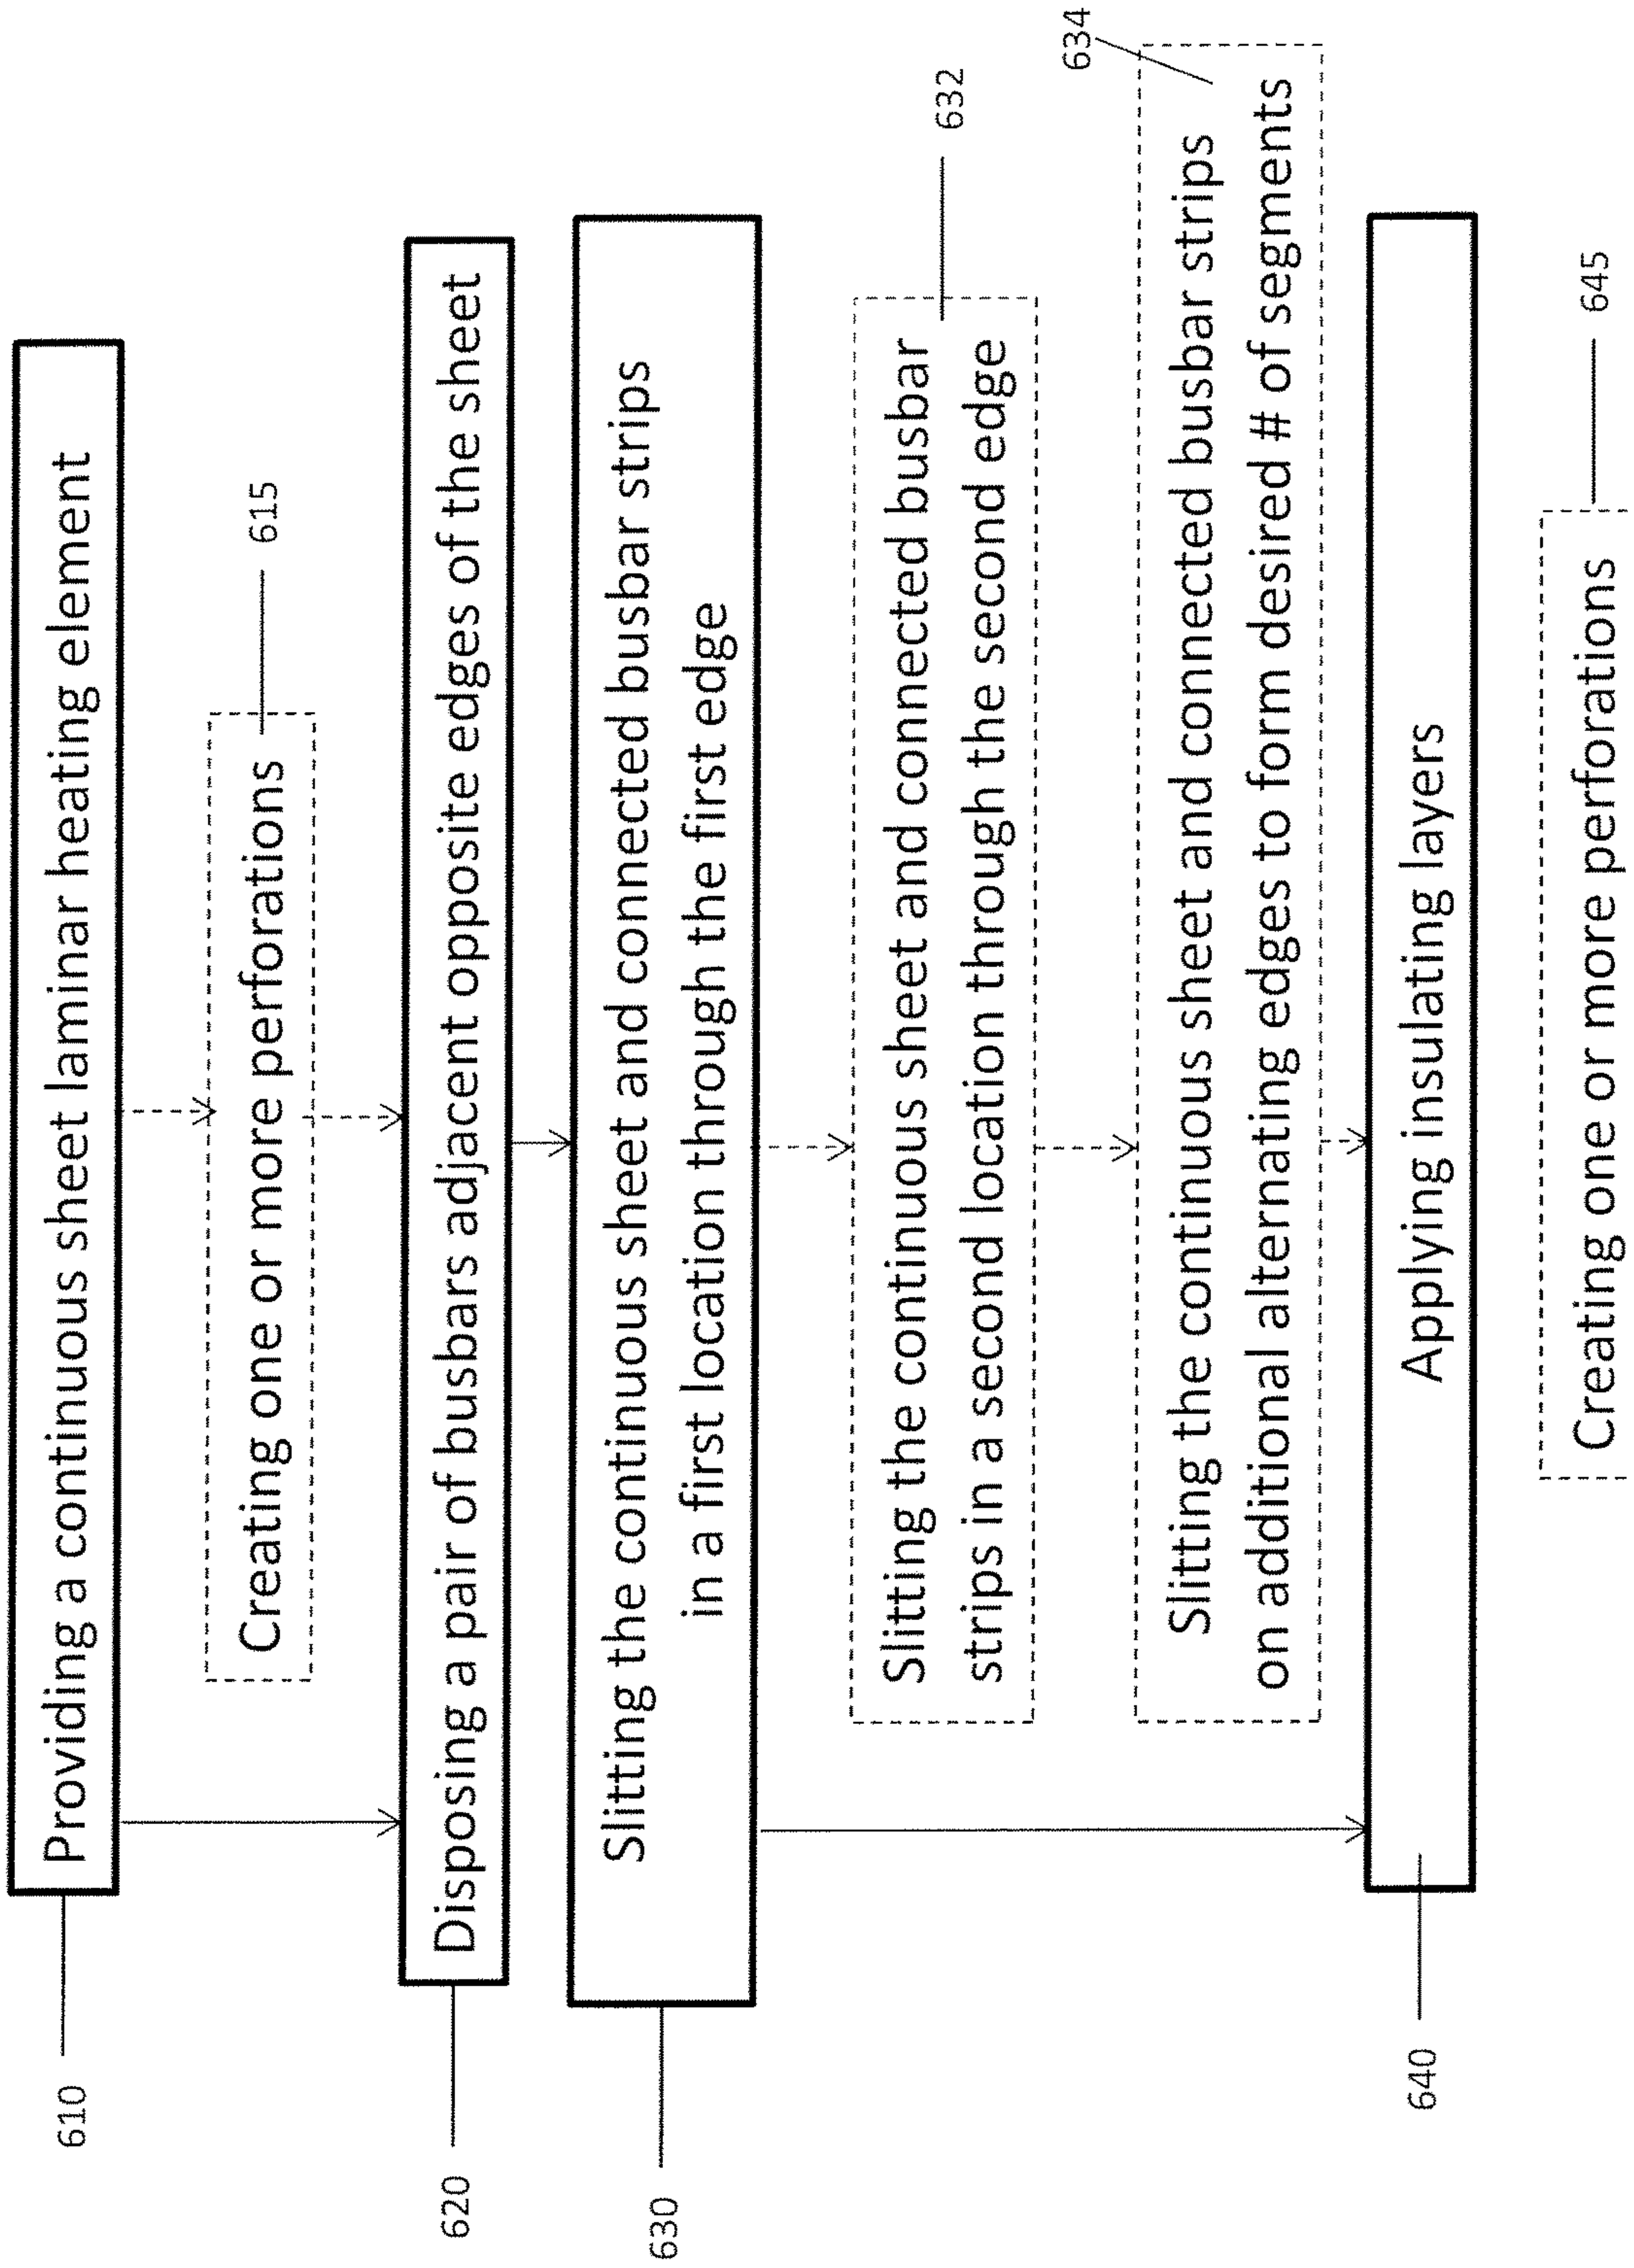 610
Providing a continuous sheet laminar heating element
Creating one or more perforations
615
620
Disposing a pair of busbars adjacent opposite edges of the sheet
630
Slitting the continuous sheet and connected busbar strips
in a first location through the first edge
Slitting the continuous sheet and connected busbar
strips in a second location through the second edge
632
634
Slitting the continuous sheet and connected busbar strips
on additional alternating edges to form desired # of segments
640
Applying insulating layers
Creating one or more perforations
645